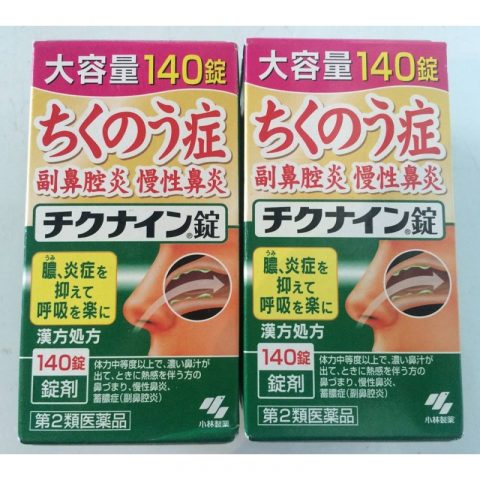 大容量140錠
ちくのう症
副鼻腔炎 慢性鼻炎
チクナイン®錠
うみ
膿、炎症を
抑えて
呼吸を楽に
漢方処方
140錠
錠剤
体力中等度以上で、濃い鼻汁が
出て、ときに熱感を伴う方の
鼻づまり、慢性鼻炎、
蓄膿症(副鼻腔炎)
第2類医薬品
小林製薬
大容量140錠
ちくのう症
副鼻腔炎 慢性鼻炎
チクナイン®錠
うみ
膿、炎症を
抑えて
呼吸を楽に
漢方処方
140錠
錠剤
体力中等度以上で、濃い鼻汁が
出て、ときに熱感を伴う方の
鼻づまり、慢性鼻炎、
蓄膿症(副鼻腔炎)
第2類医薬品
小林製薬